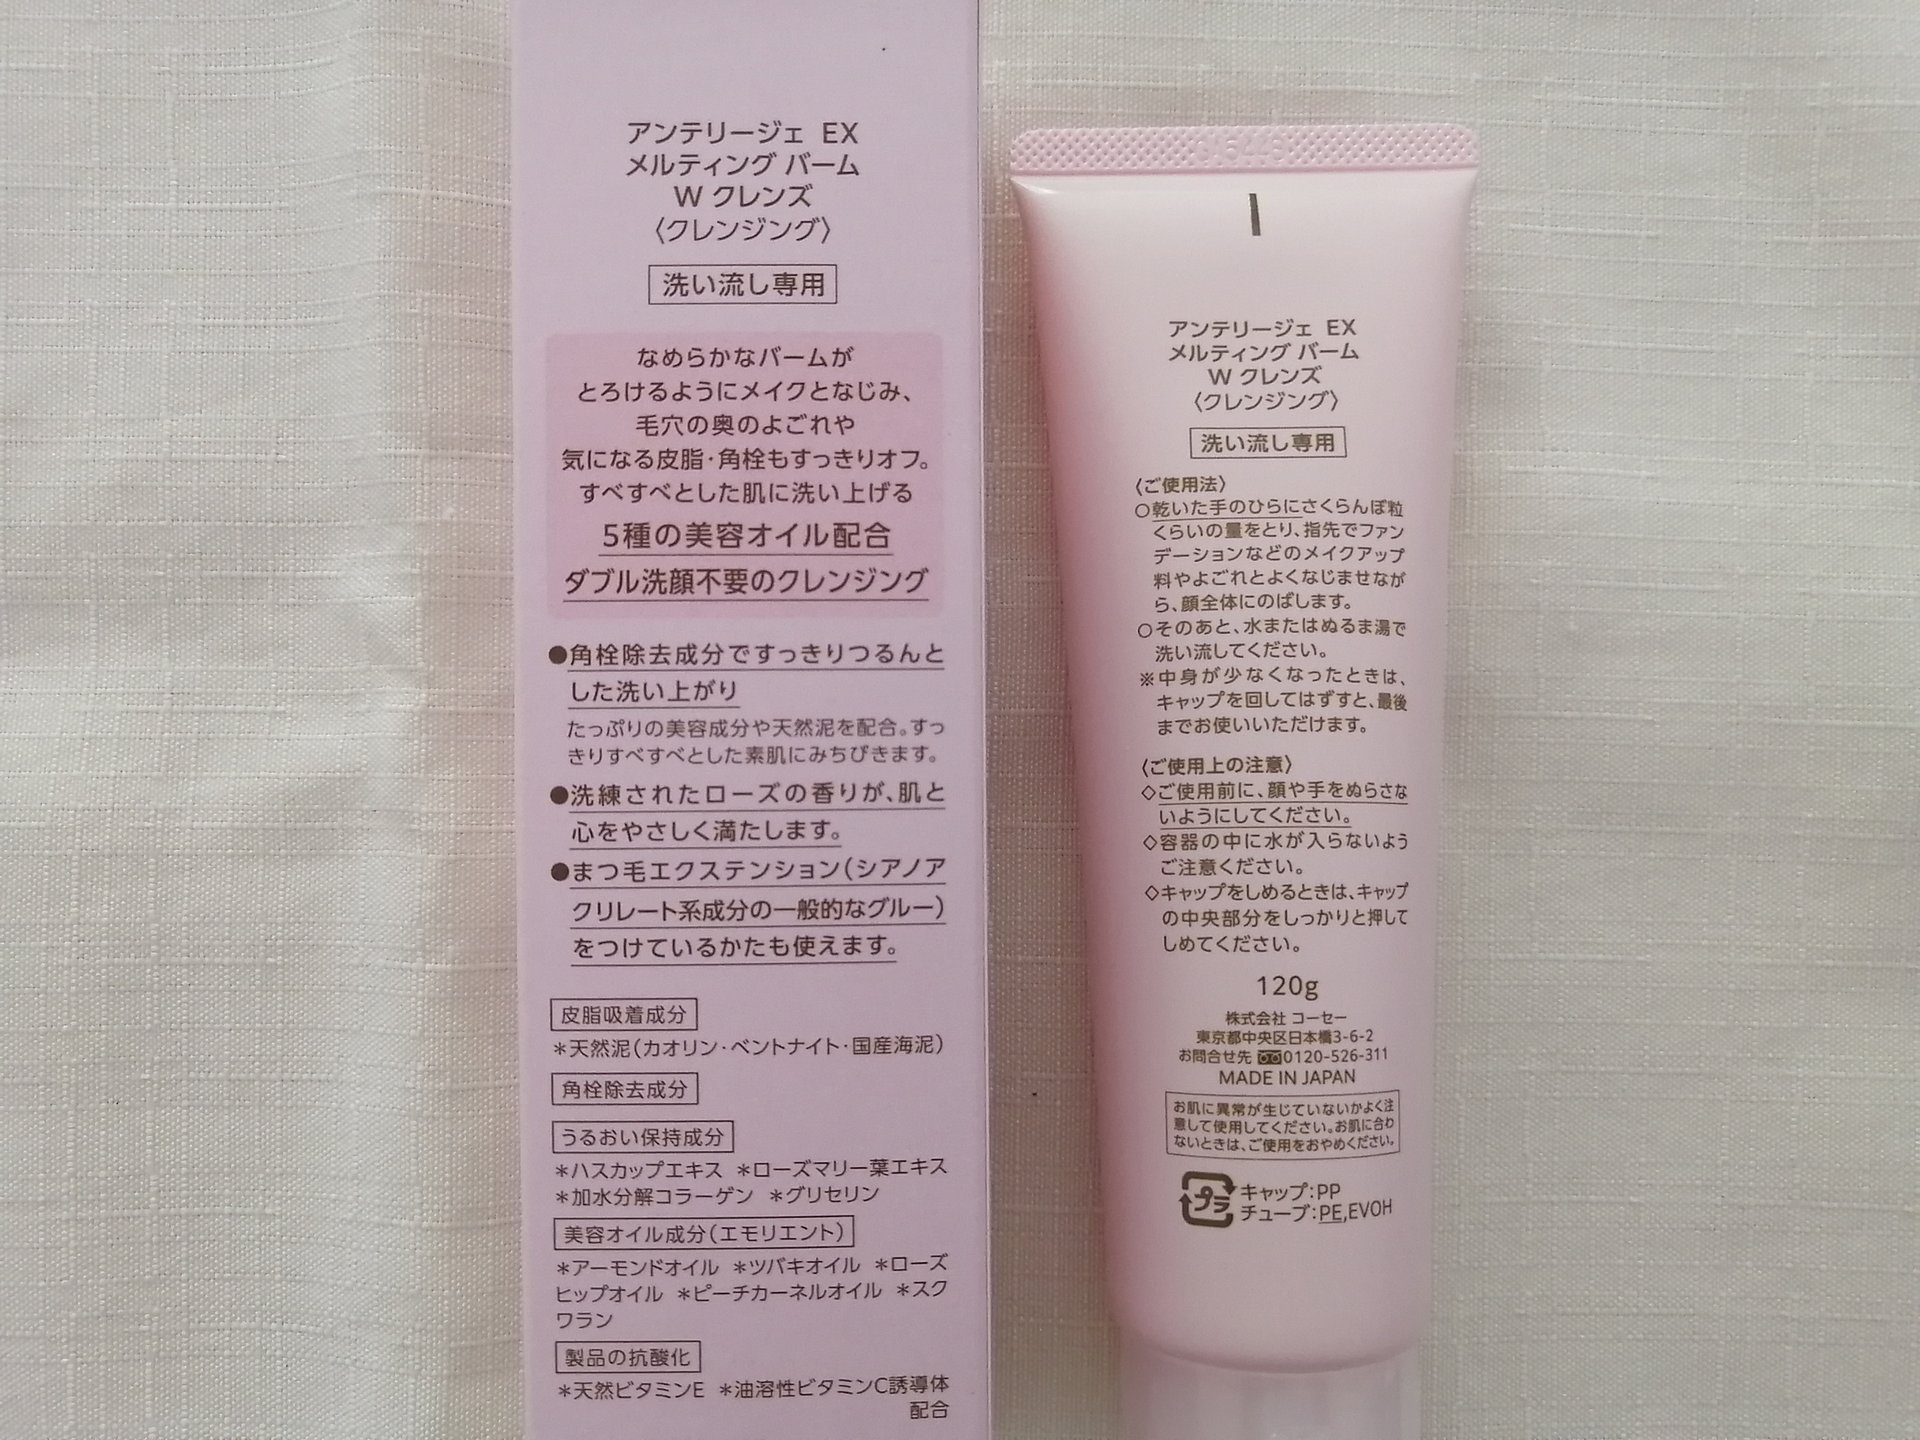 アンテリージェ EX
メルティング バーム
W クレンズ
〈クレンジング〉
洗い流し専用
なめらかなバームが
とろけるようにメイクとなじみ、
毛穴の奥のよごれや
気になる皮脂・角栓もすっきりオフ。
すべすべとした肌に洗い上げる
5種の美容オイル配合
ダブル洗顔不要のクレンジング
●角栓除去成分ですっきりつるんと
した洗い上がり
たっぷりの美容成分や天然泥を配合。すっ
きりすべすべとした素肌にみちびきます。
●洗練されたローズの香りが、肌と
心をやさしく満たします。
●まつ毛エクステンション(シアノア
クリレート系成分の一般的なグルー)
をつけているかたも使えます。
皮脂吸着成分
*天然泥(カオリン・ベントナイト・国産海泥)
角栓除去成分
うるおい保持成分
*ハスカップエキス *ローズマリー葉エキス
*加水分解コラーゲン *グリセリン
美容オイル成分(エモリエント)
*アーモンドオイル *ツバキオイル *ローズ
ヒップオイル *ピーチカーネルオイル *スク
ワラン
製品の抗酸化
*天然ビタミンE *油溶性ビタミンC誘導体
配合
アンテリージェ EX
メルティング バーム
W クレンズ
〈クレンジング〉
洗い流し専用
〈ご使用法〉
○乾いた手のひらにさくらんぼ粒
くらいの量をとり、指先でファン
デーションなどのメイクアップ
料やよごれとよくなじませなが
ら、顔全体にのばします。
○そのあと、水またはぬるま湯で
洗い流してください。
※中身が少なくなったときは、
キャップを回してはずすと、最後
までお使いいただけます。
〈ご使用上の注意〉
◇ご使用前に、顔や手をぬらさな
いようにしてください。
◇容器の中に水が入らないよう
ご注意ください。
◇キャップをしめるときは、キャップ
の中央部分をしっかりと押して
しめてください。
120g
株式会社 コーセー
東京都中央区日本橋3-6-2
お問合せ先 0120-526-311
MADE IN JAPAN
お肌に異常が生じていないかよく注
意して使用してください。お肌に合わ
ないときは、ご使用をおやめください。
プラ
キャップ:PP
チューブ:PE,EVOH